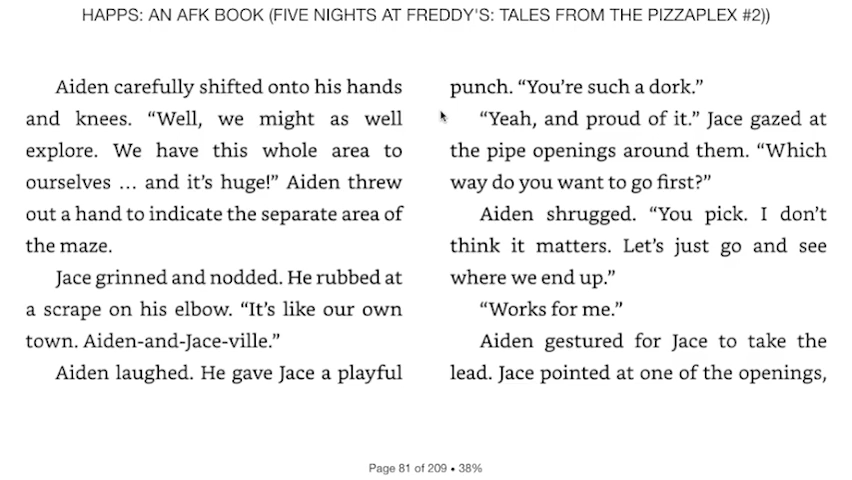 HAPPS: AN AFK BOOK (FIVE NIGHTS AT FREDDY'S: TALES FROM THE PIZZAPLEX #2))
Aiden carefully shifted onto his hands
and knees. “Well, we might as well
explore. We have this whole area to
ourselves … and it’s huge!” Aiden threw
out a hand to indicate the separate area of
the maze.
Jace grinned and nodded. He rubbed at
a scrape on his elbow. “It’s like our own
town. Aiden-and-Jace-ville.”
Aiden laughed. He gave Jace a playful
punch. “You’re such a dork.”
“Yeah, and proud of it.” Jace gazed at
the pipe openings around them. “Which
way do you want to go first?”
Aiden shrugged. “You pick. I don’t
think it matters. Let’s just go and see
where we end up.”
“Works for me.”
Aiden gestured for Jace to take the
lead. Jace pointed at one of the openings,
Page 81 of 209 • 38%